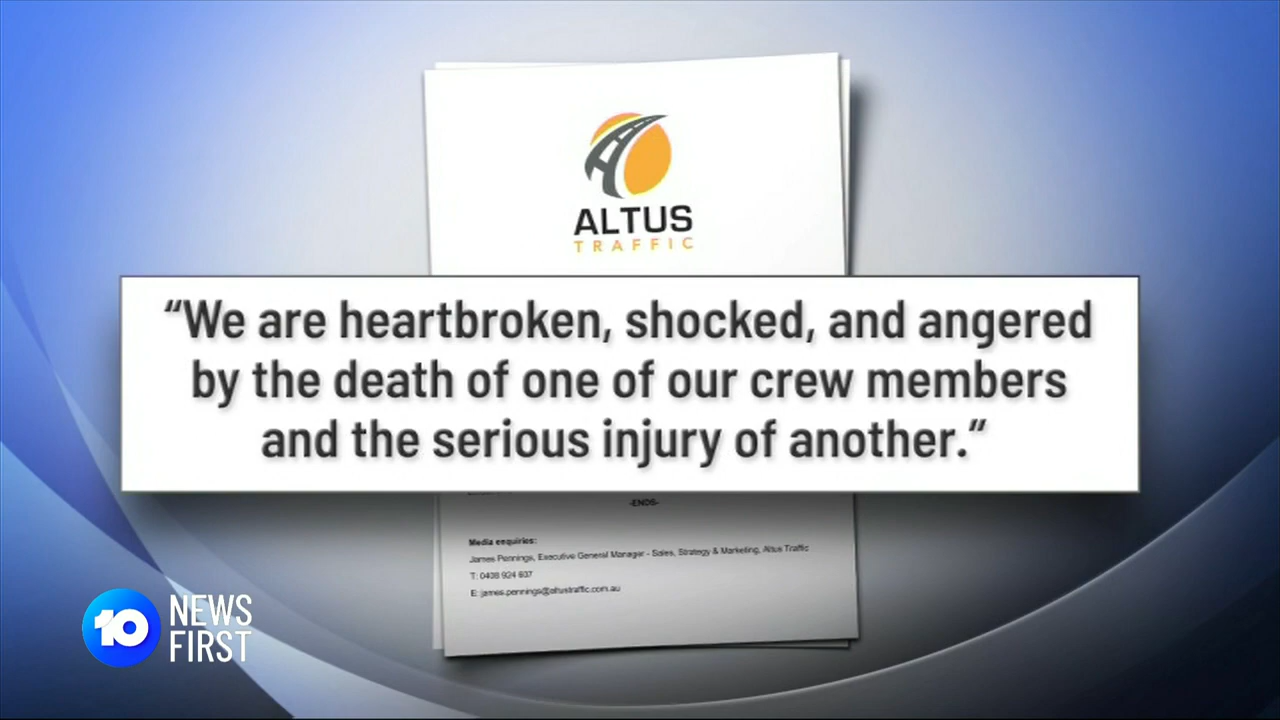 ALTUS
TRAFFIC
“We are heartbroken, shocked, and angered
by the death of one of our crew members
and the serious injury of another.”
-ENDS-
Media enquiries:
James Pennings, Executive General Manager - Sales, Strategy & Marketing, Altus Traffic
T: 0408 924 837
E: james.pennings@altustraffic.com.au
10 NEWS
FIRST